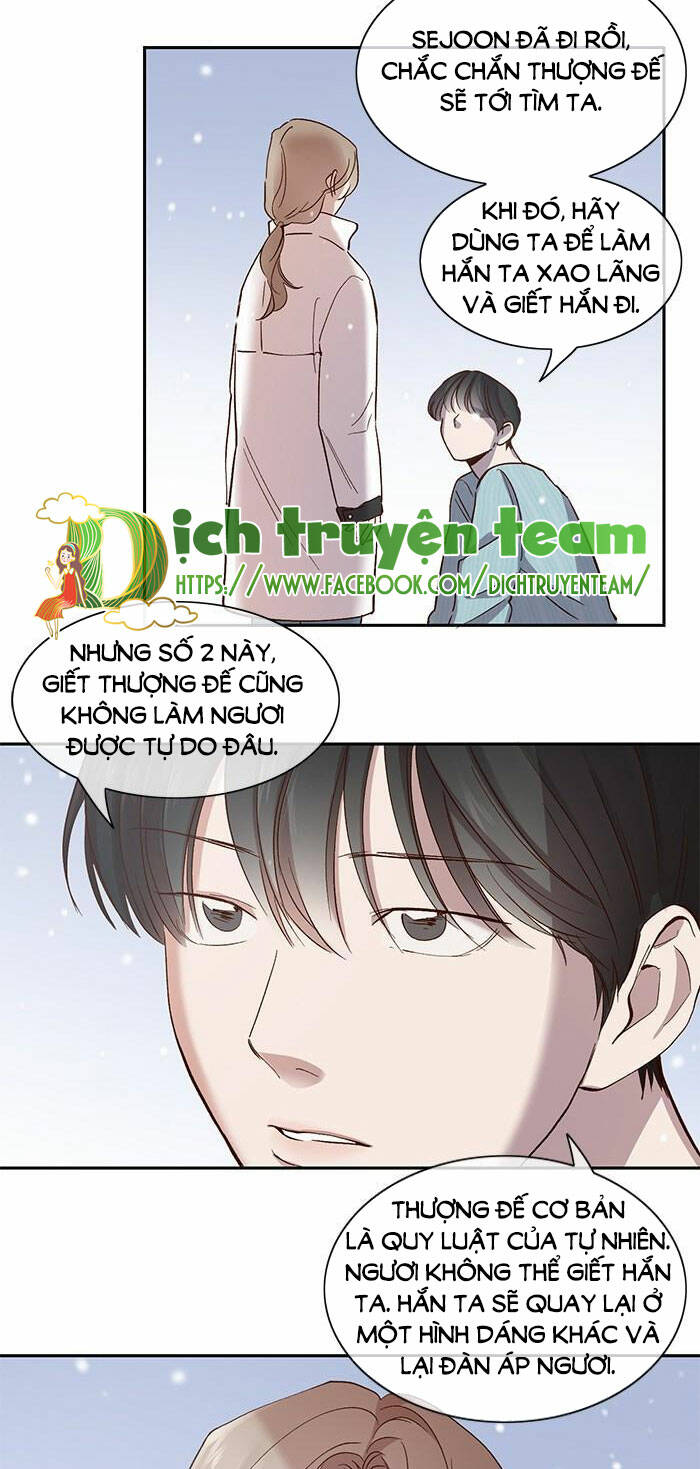 SEJOON ĐÃ ĐI RỒI,
CHẮC CHẮN THƯỢNG ĐẾ
SẼ TỚI TÌM TA.
KHI ĐÓ, HÃY
DÙNG TA ĐỂ LÀM
HẮN TA XAO LÃNG
VÀ GIẾT HẮN ĐI.
Dịch truyện team
HTTPS://WWW.FACEBOOK.COM/DICHTRUYENTEAM/
NHƯNG SỐ 2 NÀY,
GIẾT THƯỢNG ĐẾ CŨNG
KHÔNG LÀM NGƯƠI
ĐƯỢC TỰ DO ĐÂU.
THƯỢNG ĐẾ CƠ BẢN
LÀ QUY LUẬT CỦA TỰ NHIÊN.
NGƯƠI KHÔNG THỂ GIẾT HẮN
TA. HẮN TA SẼ QUAY LẠI Ở
MỘT HÌNH DÁNG KHÁC VÀ
LẠI ĐÀN ÁP NGƯƠI.